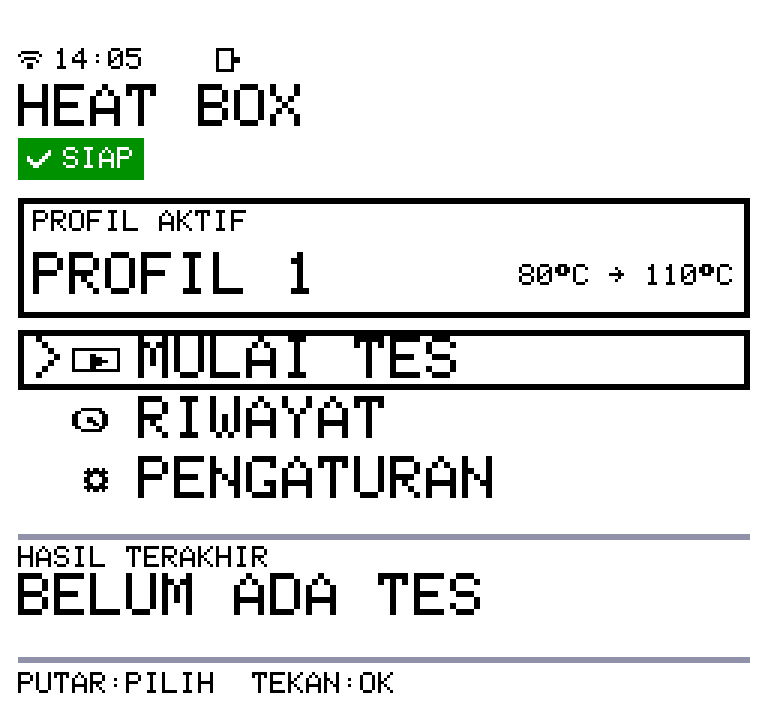 14:05
HEAT BOX
SIAP
PROFIL AKTIF
PROFIL 1 80°C → 110°C
> MULAI TES
RIWAYAT
PENGATURAN
HASIL TERAKHIR
BELUM ADA TES
PUTAR:PILIH TEKAN:OK